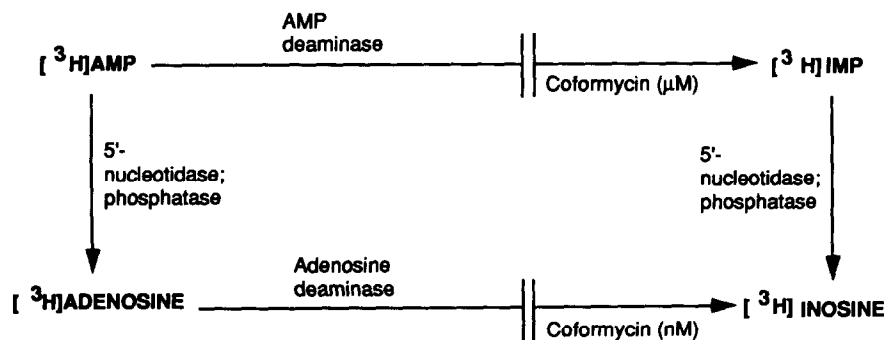 AMP
deaminase
[ ³H]AMP
Coformycin (µM)
[³ H] IMP
5'-
nucleotidase;
phosphatase
5'-
nucleotidase;
phosphatase
[ ³H]ADENOSINE
Adenosine
deaminase
Coformycin (nM)
[³H] INOSINE